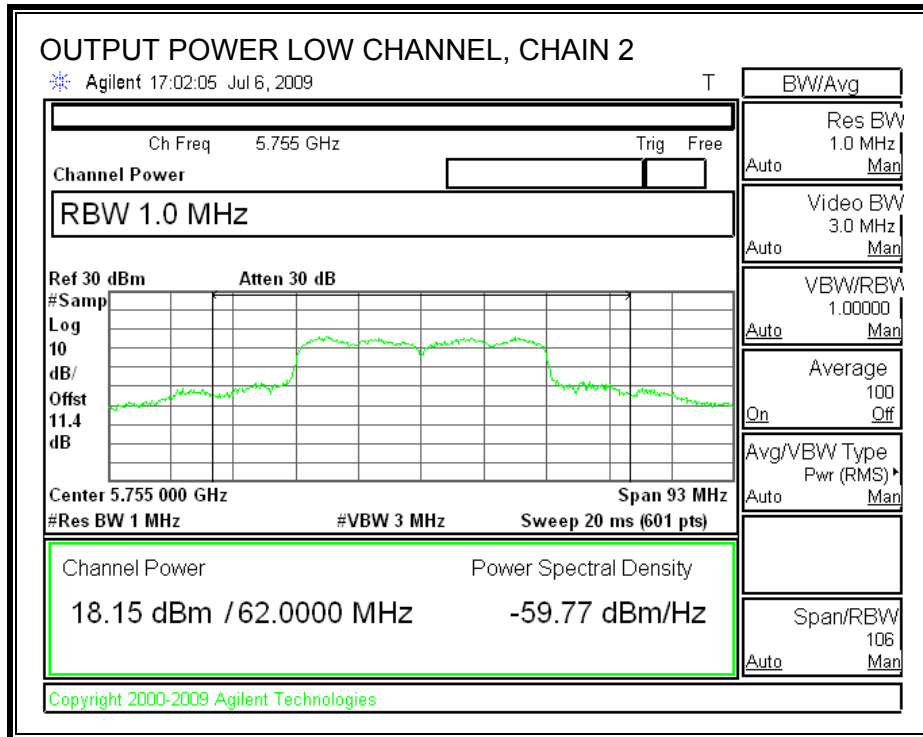 OUTPUT POWER LOW CHANNEL, CHAIN 2
Agilent 17:02:05 Jul 6, 2009 T
Ch Freq 5.755 GHz Trig Free
Channel Power
RBW 1.0 MHz
Ref 30 dBm Atten 30 dB
#Samp
Log
10
dB/
Offst
11.4
dB
Center 5.755 000 GHz Span 93 MHz
#Res BW 1 MHz #VBW 3 MHz Sweep 20 ms (601 pts)
Channel Power Power Spectral Density
18.15 dBm / 62.0000 MHz -59.77 dBm/Hz
Copyright 2000-2009 Agilent Technologies
BW/Avg
Res BW
1.0 MHz
Auto Man
Video BW
3.0 MHz
Auto Man
VBW/RBW
1.00000
Auto Man
Average
100
On Off
Avg/VBW Type
Pwr (RMS)
Auto Man
Span/RBW
106
Auto Man